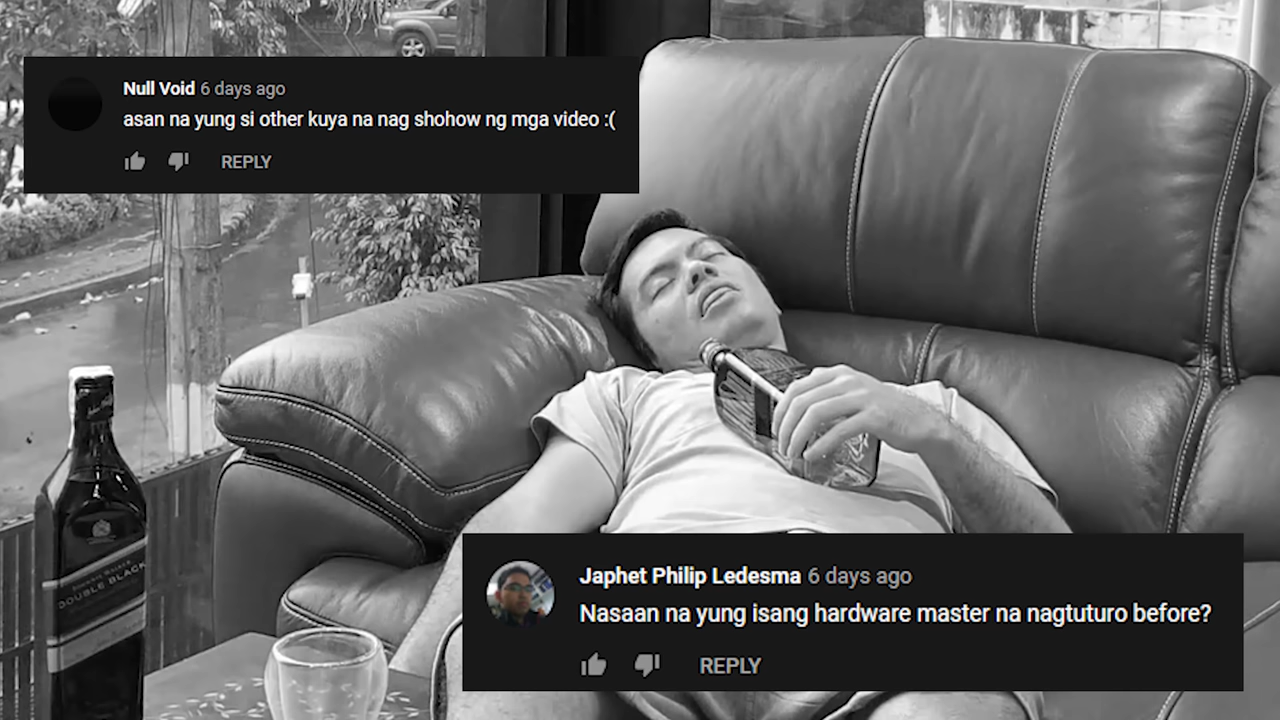 Null Void 6 days ago
asan na yung si other kuya na nag shohow ng mga video :(
REPLY
DOUBLE BLACK
Japhet Philip Ledesma 6 days ago
Nasaan na yung isang hardware master na nagtuturo before?
REPLY